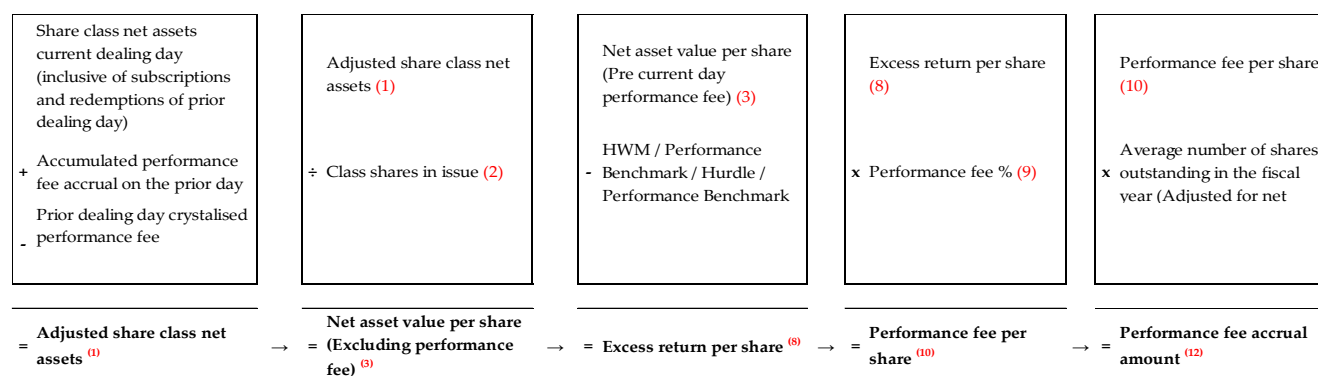 Share class net assets
current dealing day
(inclusive of subscriptions
and redemptions of prior
dealing day)
+ Accumulated performance
fee accrual on the prior day
Prior dealing day crystalised
- performance fee
= Adjusted share class net
assets (1)
→
Adjusted share class net
assets (1)
÷ Class shares in issue (2)
Net asset value per share
= (Excluding performance
fee) (3)
→
Net asset value per share
(Pre current day
performance fee) (3)
HWM / Performance
- Benchmark / Hurdle /
Performance Benchmark
= Excess return per share (8)
→
Excess return per share
(8)
x Performance fee % (9)
= Performance fee per
share (10)
→
Performance fee per share
(10)
Average number of shares
x outstanding in the fiscal
year (Adjusted for net
= Performance fee accrual
amount (12)